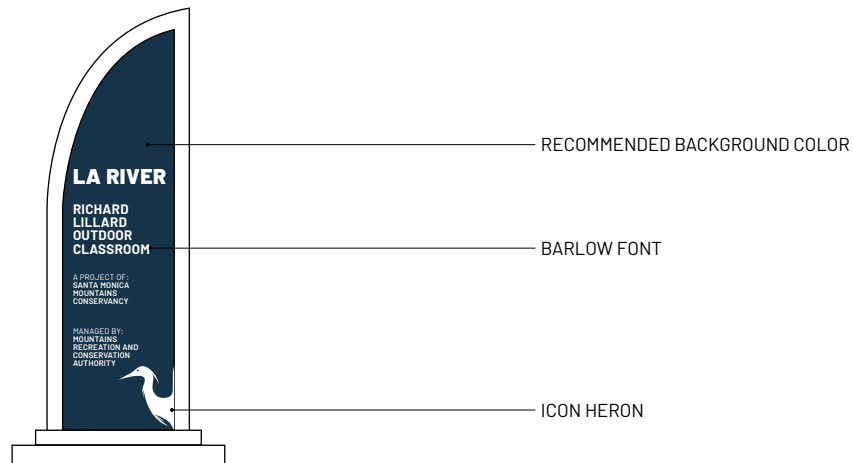 RECOMMENDED BACKGROUND COLOR
LA RIVER
RICHARD
LILLARD
OUTDOOR
CLASSROOM
BARLOW FONT
A PROJECT OF:
SANTA MONICA
MOUNTAINS
CONSERVANCY
MANAGED BY:
MOUNTAINS
RECREATION AND
CONSERVATION
AUTHORITY
ICON HERON